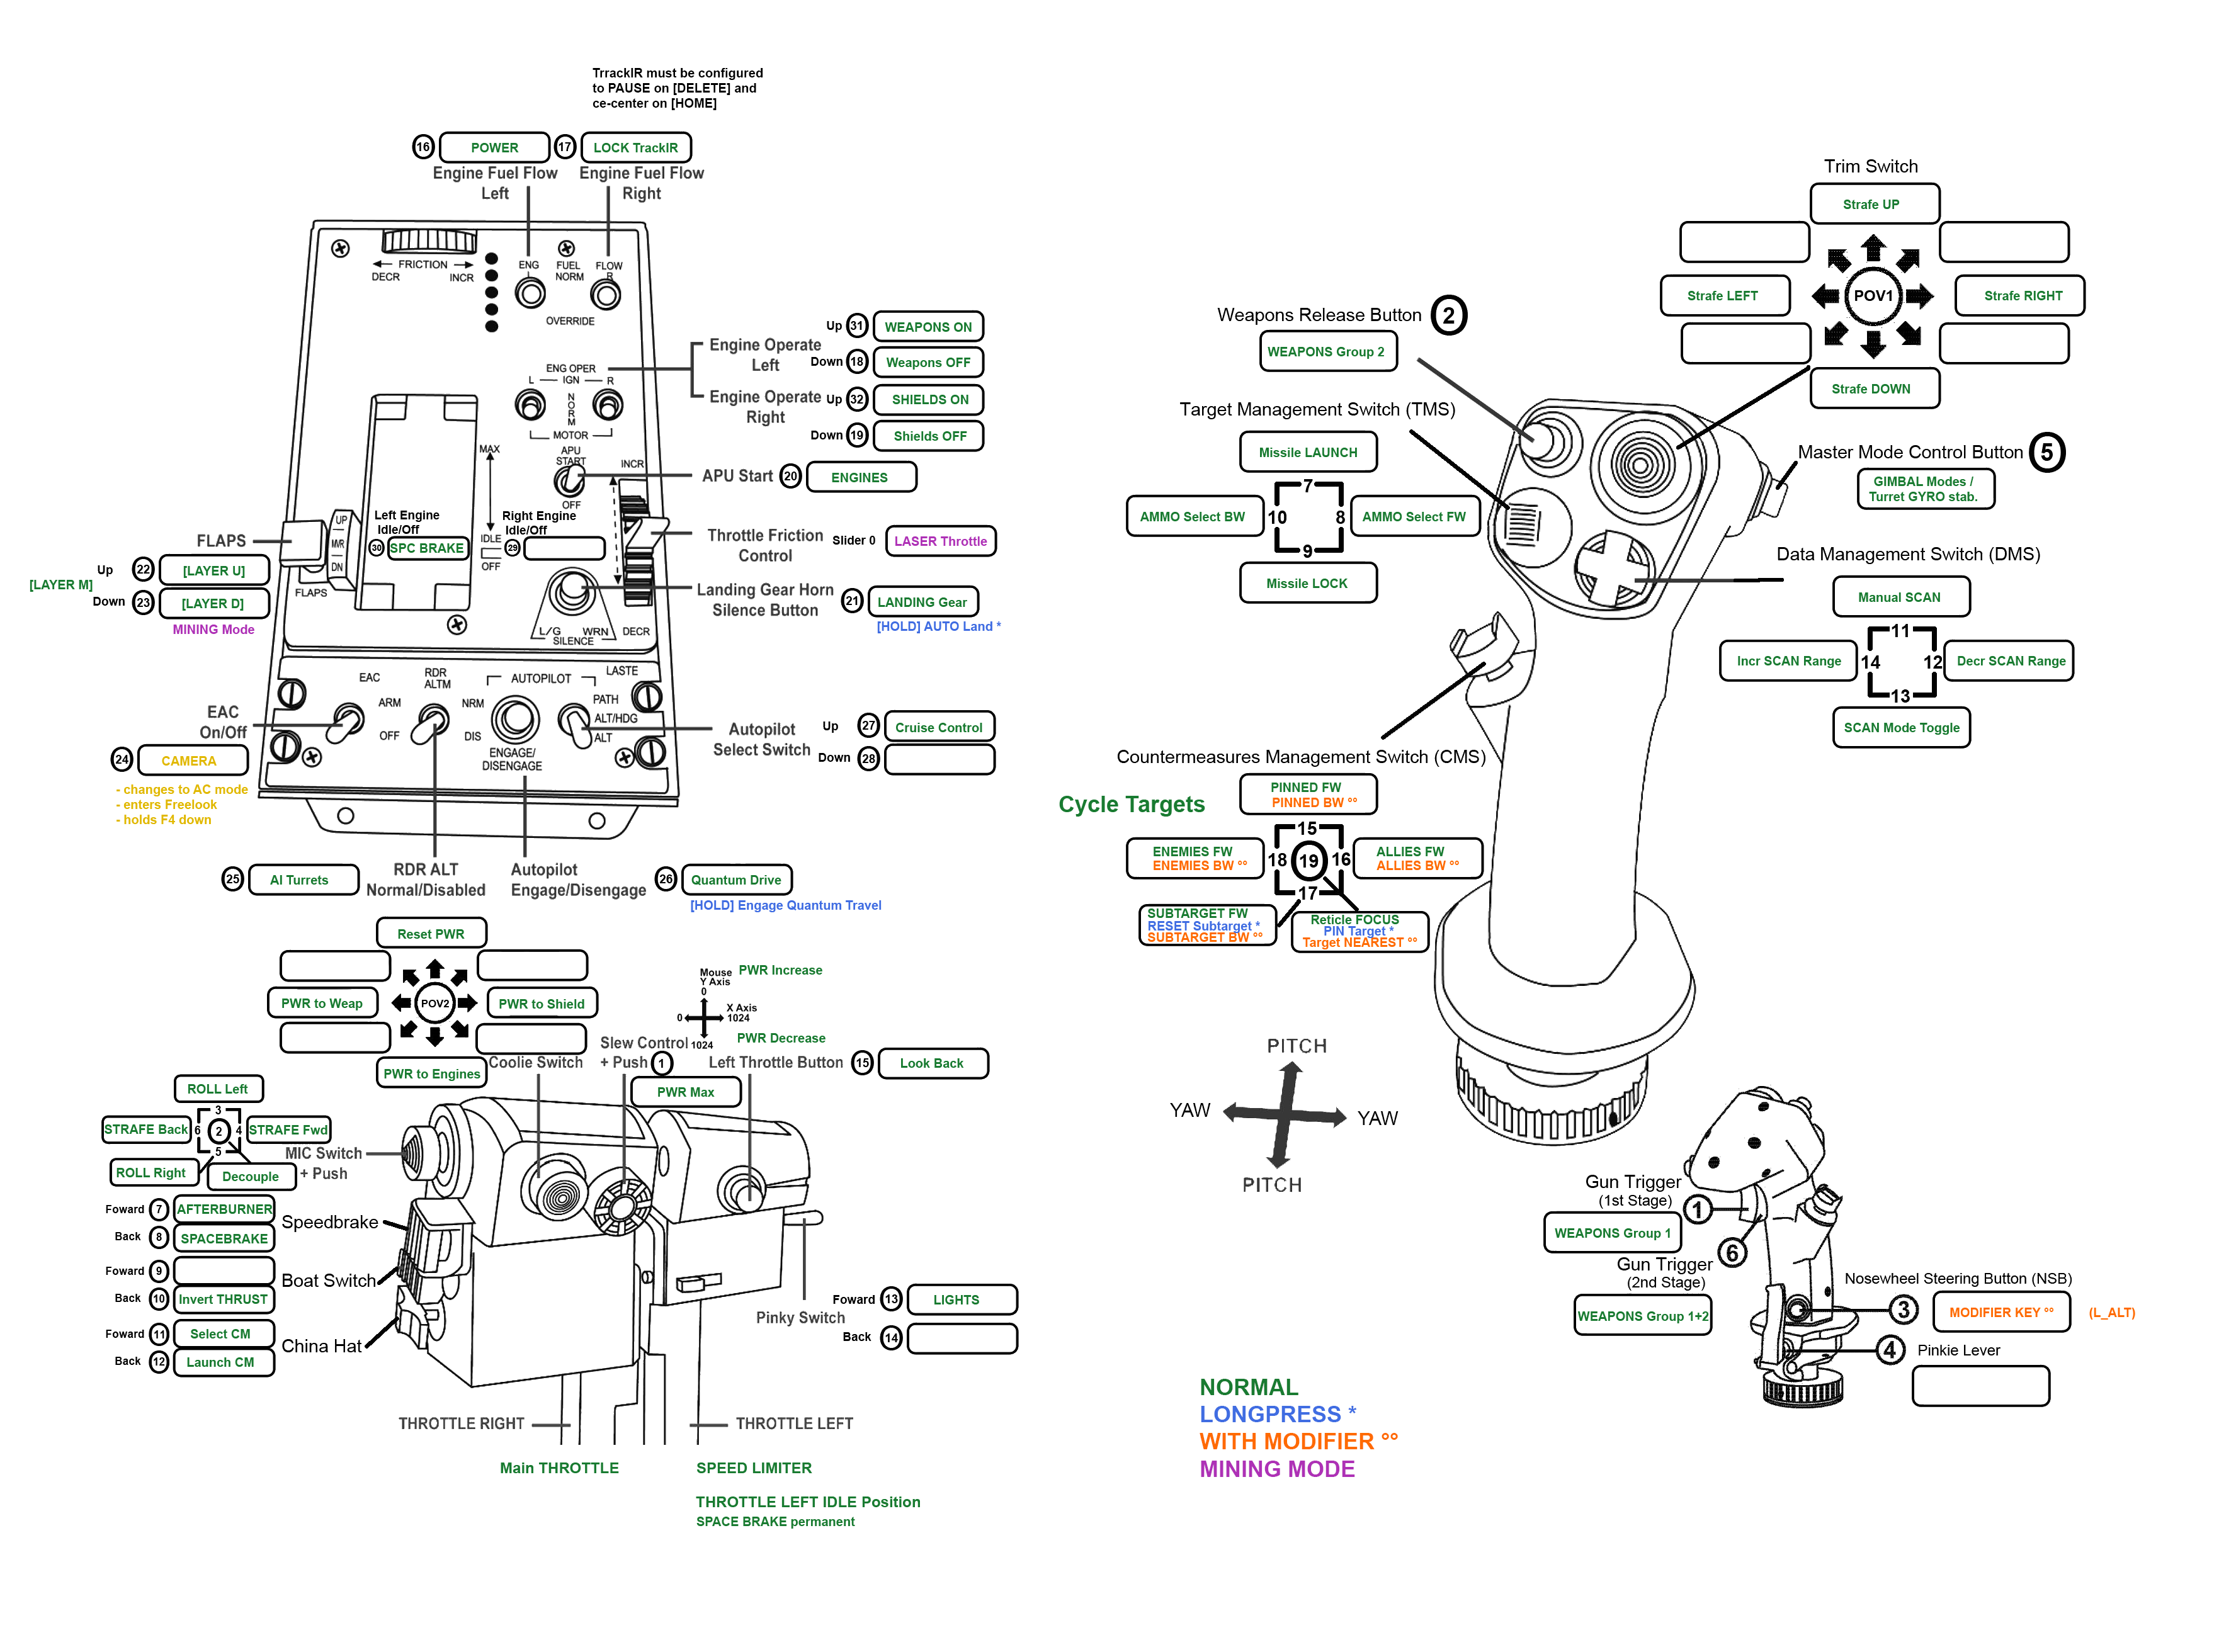 TrrackIR must be configured
to PAUSE on [DELETE] and
ce-center on [HOME]
16 POWER 17 LOCK TrackIR
Engine Fuel Flow Left
Engine Fuel Flow Right
FRICTION
DECR INCR
ENG L FUEL NORM FLOW R
OVERRIDE
ENG OPER
L IGN R
NORM
MOTOR
APU
START
OFF
INCR
MAX
IDLE
OFF
Engine Operate Left
Up 31 WEAPONS ON
Down 18 Weapons OFF
Engine Operate Right
Up 32 SHIELDS ON
Down 19 Shields OFF
APU Start 20 ENGINES
Left Engine
Idle/Off
30 SPC BRAKE
Right Engine
Idle/Off
29
Throttle Friction Control
Slider 0 LASER Throttle
FLAPS
UP
MVR
DN
FLAPS
Up 22 [LAYER U]
[LAYER M]
Down 23 [LAYER D]
MINING Mode
Landing Gear Horn Silence Button
21 LANDING Gear
[HOLD] AUTO Land *
L/G WRN
SILENCE
DECR
EAC
RDR
ALTM
AUTOPILOT
LASTE
ARM
OFF
NRM
DIS
PATH
ALT/HDG
ALT
ENGAGE/
DISENGAGE
EAC
On/Off
24 CAMERA
- changes to AC mode
- enters Freelook
- holds F4 down
Autopilot
Select Switch
Up 27 Cruise Control
Down 28
25 AI Turrets
RDR ALT
Normal/Disabled
Autopilot
Engage/Disengage
26 Quantum Drive
[HOLD] Engage Quantum Travel
Reset PWR
PWR to Weap POV2 PWR to Shield
PWR to Engines
Mouse
Y Axis
0
PWR Increase
0
X Axis
1024
1024
PWR Decrease
Coolie Switch
Slew Control
+ Push 1
PWR Max
Left Throttle Button 15 Look Back
ROLL Left
3
STRAFE Back 6 2 4 STRAFE Fwd
5
ROLL Right
Decouple
MIC Switch
+ Push
Foward 7 AFTERBURNER
Back 8 SPACEBRAKE
Speedbrake
Foward 9
Back 10 Invert THRUST
Boat Switch
Foward 11 Select CM
Back 12 Launch CM
China Hat
Pinky Switch
Foward 13 LIGHTS
Back 14
THROTTLE RIGHT
THROTTLE LEFT
Main THROTTLE
SPEED LIMITER
THROTTLE LEFT IDLE Position
SPACE BRAKE permanent
Trim Switch
Strafe UP
Strafe LEFT POV1 Strafe RIGHT
Strafe DOWN
Weapons Release Button 2
WEAPONS Group 2
Target Management Switch (TMS)
Missile LAUNCH
7
AMMO Select BW 10 8 AMMO Select FW
9
Missile LOCK
Master Mode Control Button 5
GIMBAL Modes /
Turret GYRO stab.
Data Management Switch (DMS)
Manual SCAN
11
Incr SCAN Range 14 12 Decr SCAN Range
13
SCAN Mode Toggle
Countermeasures Management Switch (CMS)
Cycle Targets
PINNED FW
PINNED BW °°
15
ENEMIES FW
ENEMIES BW °°
18 19 16
ALLIES FW
ALLIES BW °°
17
SUBTARGET FW
RESET Subtarget *
SUBTARGET BW °°
Reticle FOCUS
PIN Target *
Target NEAREST °°
PITCH
YAW YAW
PITCH
Gun Trigger
(1st Stage)
1
WEAPONS Group 1
6
Gun Trigger
(2nd Stage)
WEAPONS Group 1+2
Nosewheel Steering Button (NSB)
3 MODIFIER KEY °° (L_ALT)
4 Pinkie Lever
NORMAL
LONGPRESS *
WITH MODIFIER °°
MINING MODE